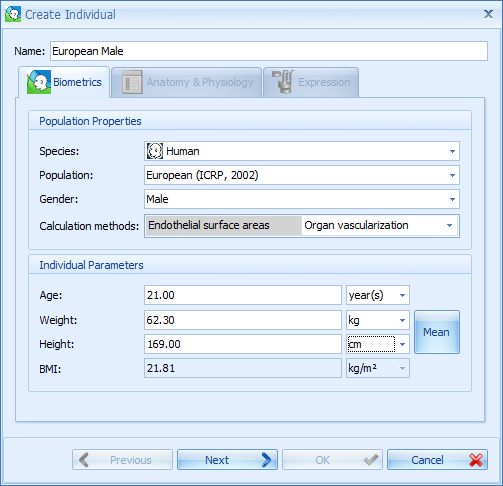 Create Individual
Name: European Male
Biometrics Anatomy & Physiology Expression
Population Properties
Species: Human
Population: European (ICRP, 2002)
Gender: Male
Calculation methods: Endothelial surface areas Organ vascularization
Individual Parameters
Age: 21.00 year(s)
Weight: 62.30 kg
Mean
Height: 169.00 cm
BMI: 21.81 kg/m²
Previous Next OK Cancel